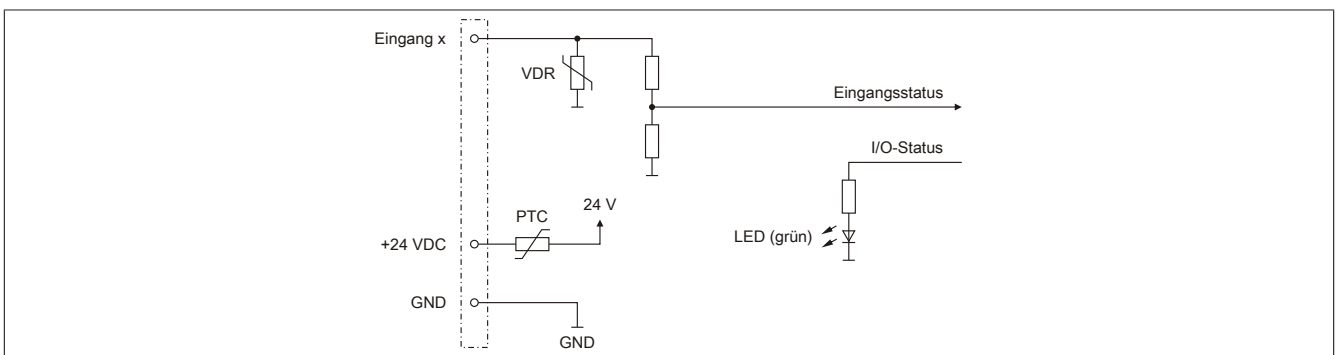 Eingang x
VDR
Eingangsstatus
I/O-Status
24 V
PTC
LED (grün)
+24 VDC
GND
GND